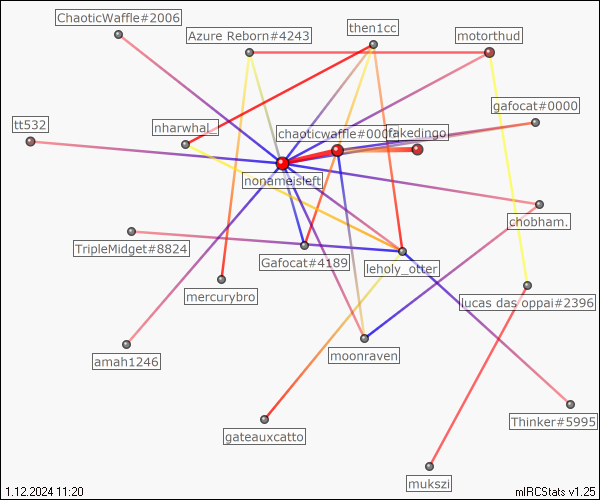 ChaoticWaffle#2006
Azure Reborn#4243
then1cc
motorthud
gafocat#0000
tt532
nharwhal_
chaoticwaffle#000
fakedingo
nonameisleft
chobham.
TripleMidget#8824
Gafocat#4189
leholy_otter
mercurybro
lucas das oppai#2396
amah1246
moonraven
gateauxcatto
Thinker#5995
mukszi
1.12.2024 11:20
mIRCStats v1.25